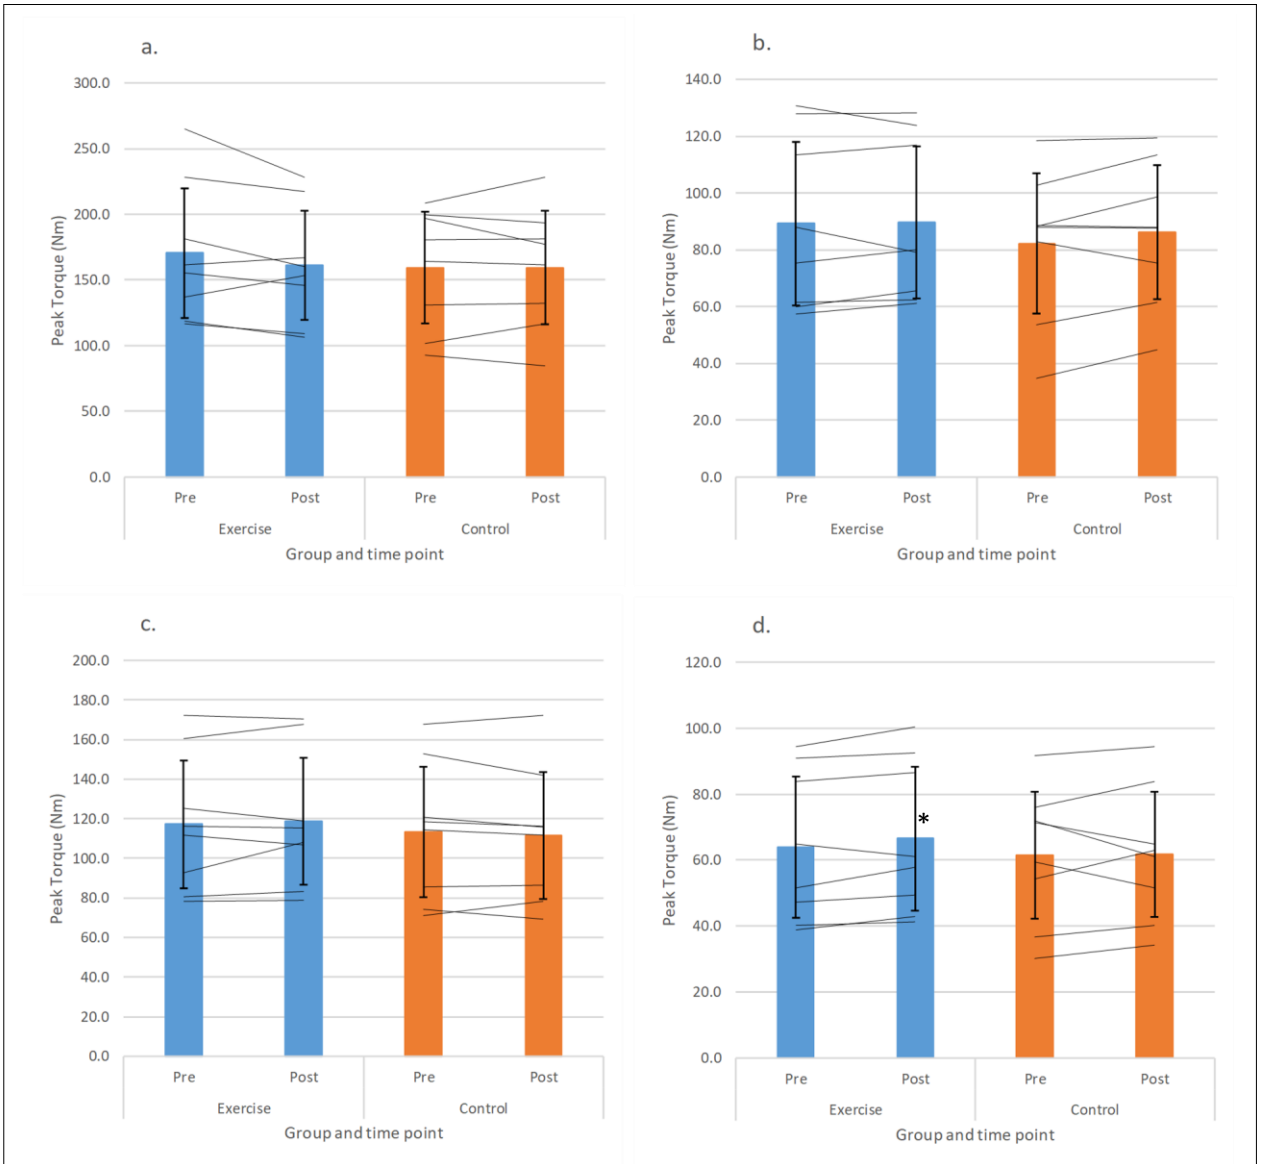 a.
300.0
250.0
200.0
150.0
100.0
50.0
0.0
Peak Torque (Nm)
Pre Post Pre Post
Exercise Control
Group and time point
b.
140.0
120.0
100.0
80.0
60.0
40.0
20.0
0.0
Peak Torque (Nm)
Pre Post Pre Post
Exercise Control
Group and time point
c.
200.0
180.0
160.0
140.0
120.0
100.0
80.0
60.0
40.0
20.0
0.0
Peak Torque (Nm)
Pre Post Pre Post
Exercise Control
Group and time point
d.
120.0
100.0
80.0
60.0
40.0
20.0
0.0
Peak Torque (Nm)
*
Pre Post Pre Post
Exercise Control
Group and time point